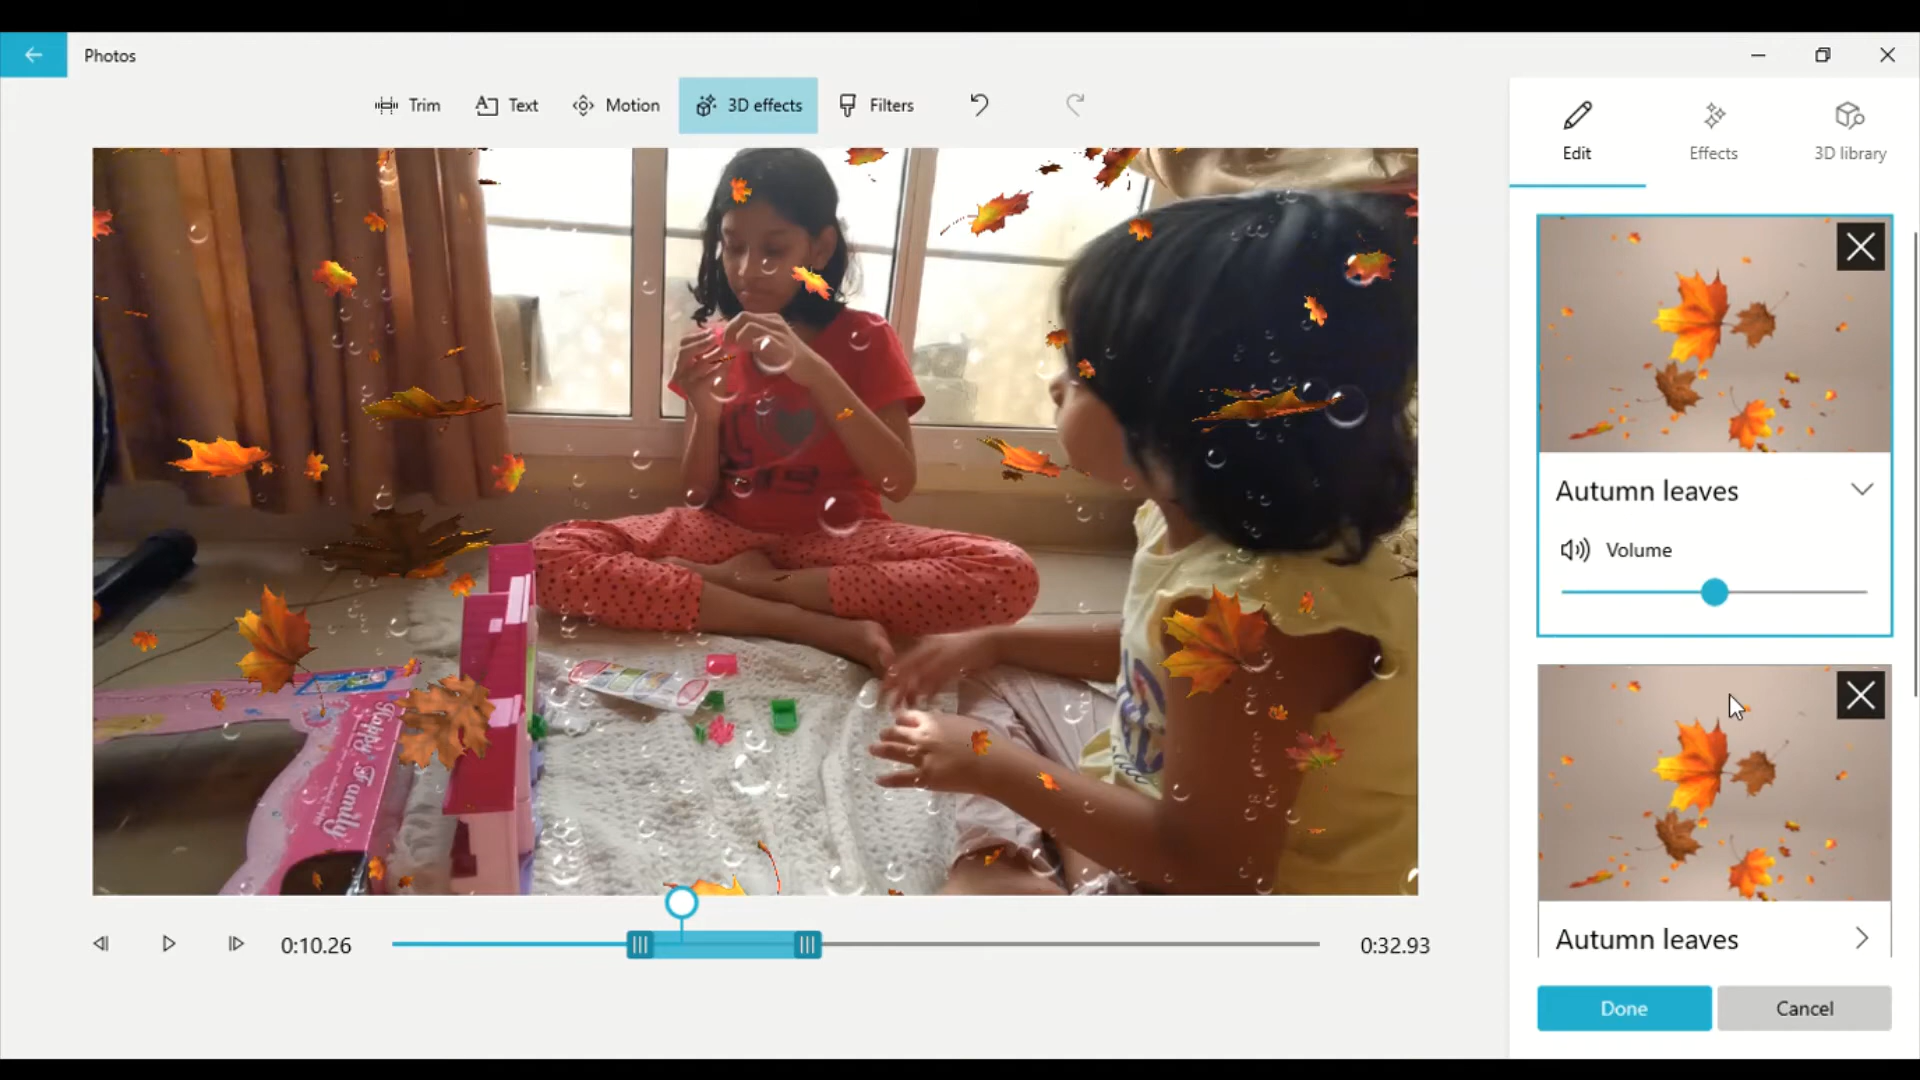 Photos
Trim
Text
Motion
3D effects
Filters
Edit
Effects
3D library
Autumn leaves
Volume
Happy Family
Autumn leaves
0:10.26
0:32.93
Done
Cancel